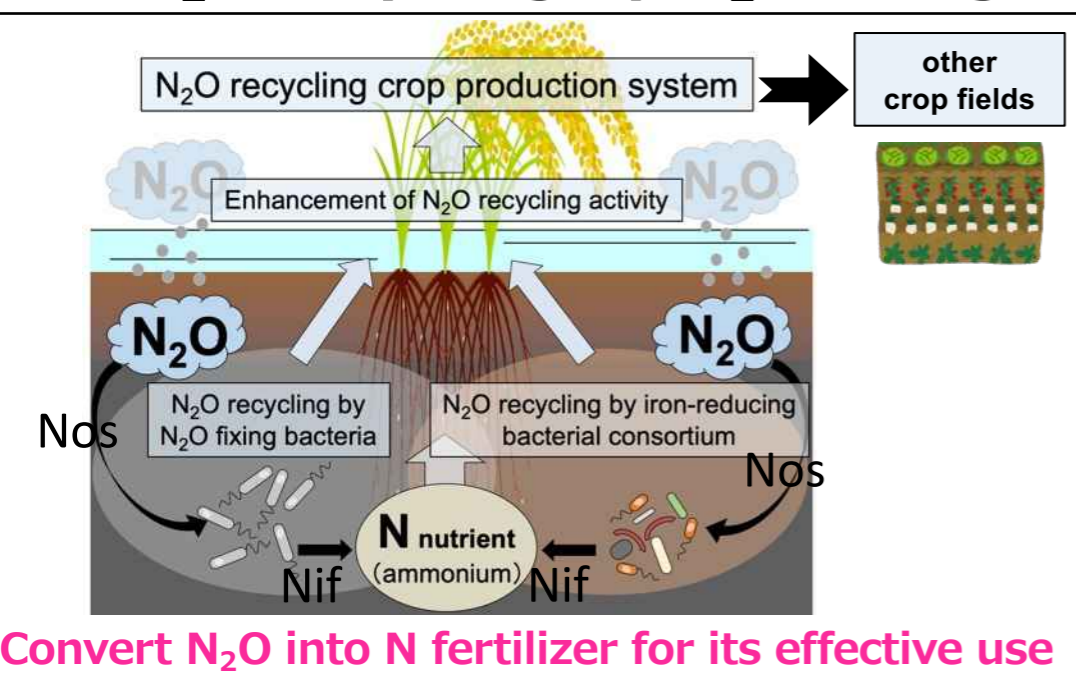 N₂O recycling crop production system
other
crop fields
N₂O
N₂O
Enhancement of N₂O recycling activity
N₂O
N₂O
N₂O recycling by
N₂O fixing bacteria
N₂O recycling by iron-reducing
bacterial consortium
Nos
Nos
N nutrient
(ammonium)
Nif
Nif
Convert N₂O into N fertilizer for its effective use